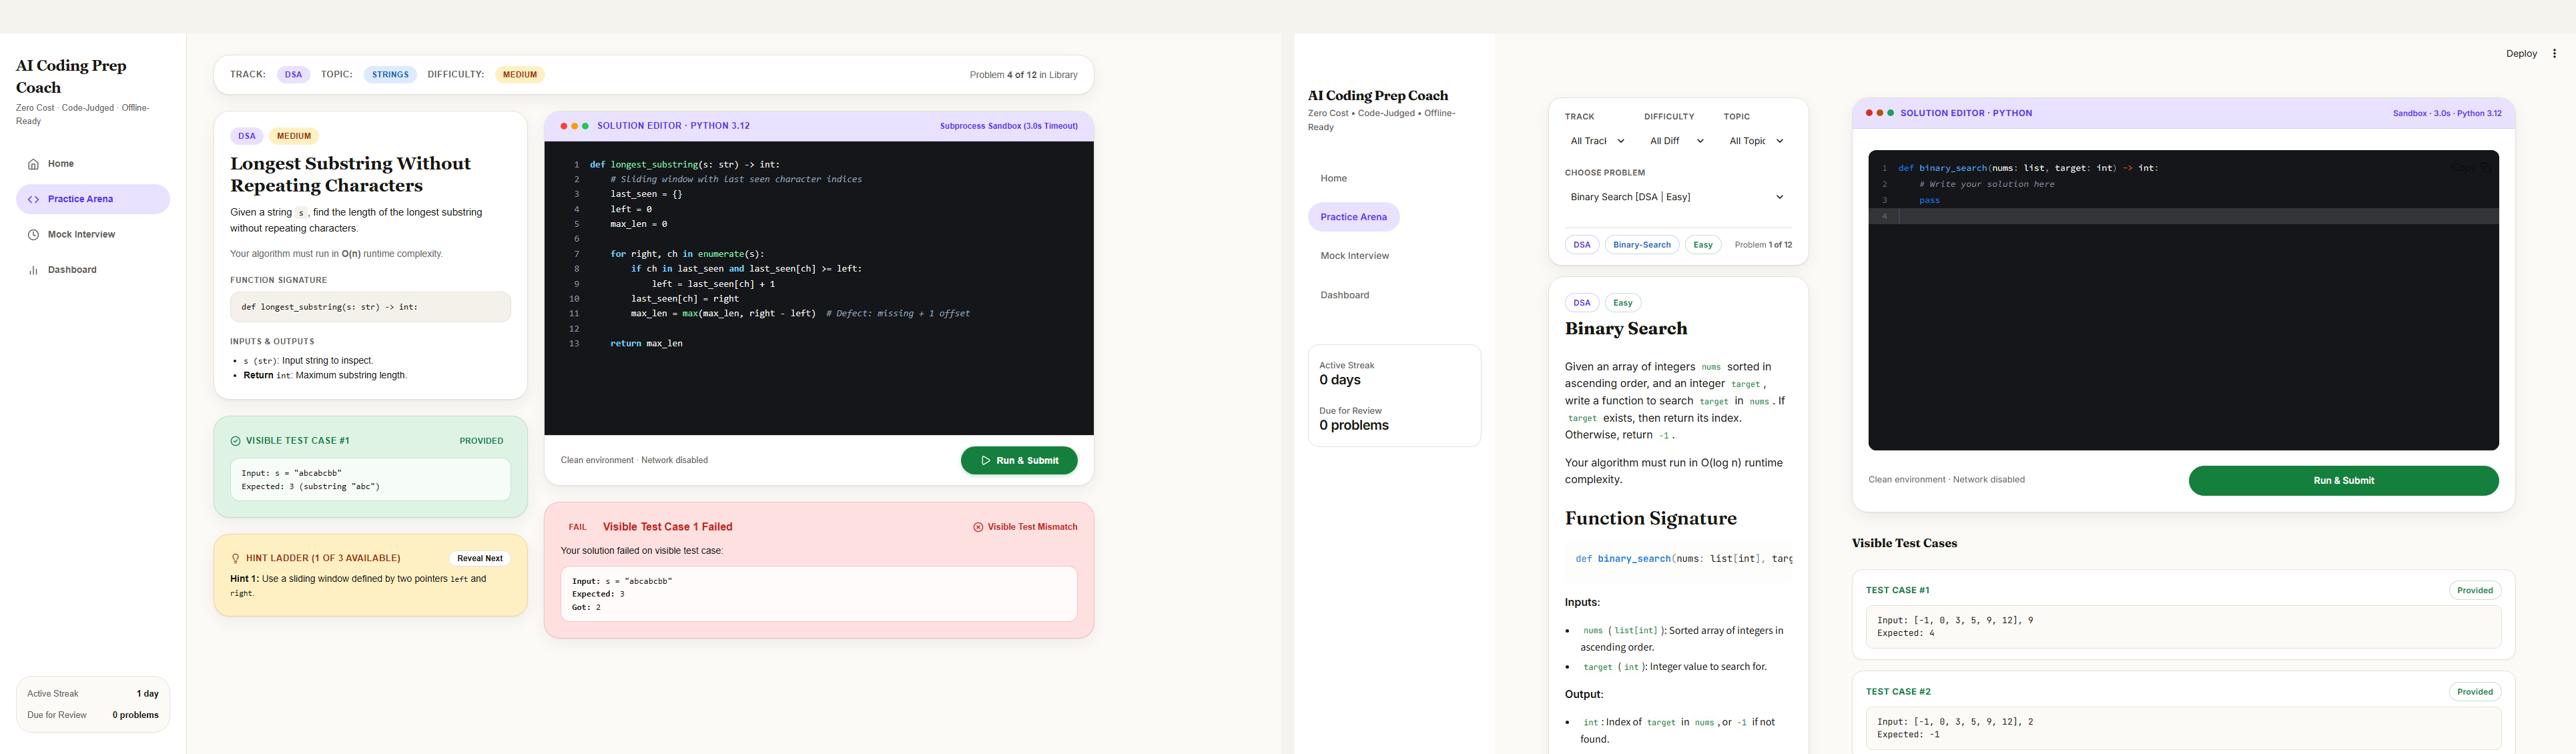 AI Coding Prep
Coach
Zero Cost · Code-Judged · Offline-
Ready
Home
Practice Arena
Mock Interview
Dashboard
Active Streak 1 day
Due for Review 0 problems
TRACK: DSA TOPIC: STRINGS DIFFICULTY: MEDIUM Problem 4 of 12 in Library
DSA MEDIUM
Longest Substring Without
Repeating Characters
Given a string s, find the length of the longest substring
without repeating characters.
Your algorithm must run in O(n) runtime complexity.
FUNCTION SIGNATURE
def longest_substring(s: str) -> int:
INPUTS & OUTPUTS
• s (str): Input string to inspect.
• Return int: Maximum substring length.
VISIBLE TEST CASE #1 PROVIDED
Input: s = "abcabcbb"
Expected: 3 (substring "abc")
HINT LADDER (1 OF 3 AVAILABLE) Reveal Next
Hint 1: Use a sliding window defined by two pointers left and
right.
SOLUTION EDITOR · PYTHON 3.12 Subprocess Sandbox (3.0s Timeout)
1 def longest_substring(s: str) -> int:
2 # Sliding window with last seen character indices
3 last_seen = {}
4 left = 0
5 max_len = 0
6
7 for right, ch in enumerate(s):
8 if ch in last_seen and last_seen[ch] >= left:
9 left = last_seen[ch] + 1
10 last_seen[ch] = right
11 max_len = max(max_len, right - left) # Defect: missing + 1 offset
12
13 return max_len
Clean environment · Network disabled Run & Submit
FAIL Visible Test Case 1 Failed Visible Test Mismatch
Your solution failed on visible test case:
Input: s = "abcabcbb"
Expected: 3
Got: 2
Deploy
AI Coding Prep Coach
Zero Cost • Code-Judged • Offline-
Ready
Home
Practice Arena
Mock Interview
Dashboard
Active Streak
0 days
Due for Review
0 problems
TRACK DIFFICULTY TOPIC
All Tracl All Diff All Topic
CHOOSE PROBLEM
Binary Search [DSA | Easy]
DSA Binary-Search Easy Problem 1 of 12
DSA Easy
Binary Search
Given an array of integers nums sorted in
ascending order, and an integer target ,
write a function to search target in nums . If
target exists, then return its index.
Otherwise, return -1 .
Your algorithm must run in O(log n) runtime
complexity.
Function Signature
def binary_search(nums: list[int], targ
Inputs:
• nums ( list[int] ): Sorted array of integers in
ascending order.
• target ( int ): Integer value to search for.
Output:
• int : Index of target in nums , or -1 if not
found.
SOLUTION EDITOR · PYTHON Sandbox · 3.0s · Python 3.12
Copy
1 def binary_search(nums: list, target: int) -> int:
2 # Write your solution here
3 pass
4
Clean environment · Network disabled Run & Submit
Visible Test Cases
TEST CASE #1 Provided
Input: [-1, 0, 3, 5, 9, 12], 9
Expected: 4
TEST CASE #2 Provided
Input: [-1, 0, 3, 5, 9, 12], 2
Expected: -1